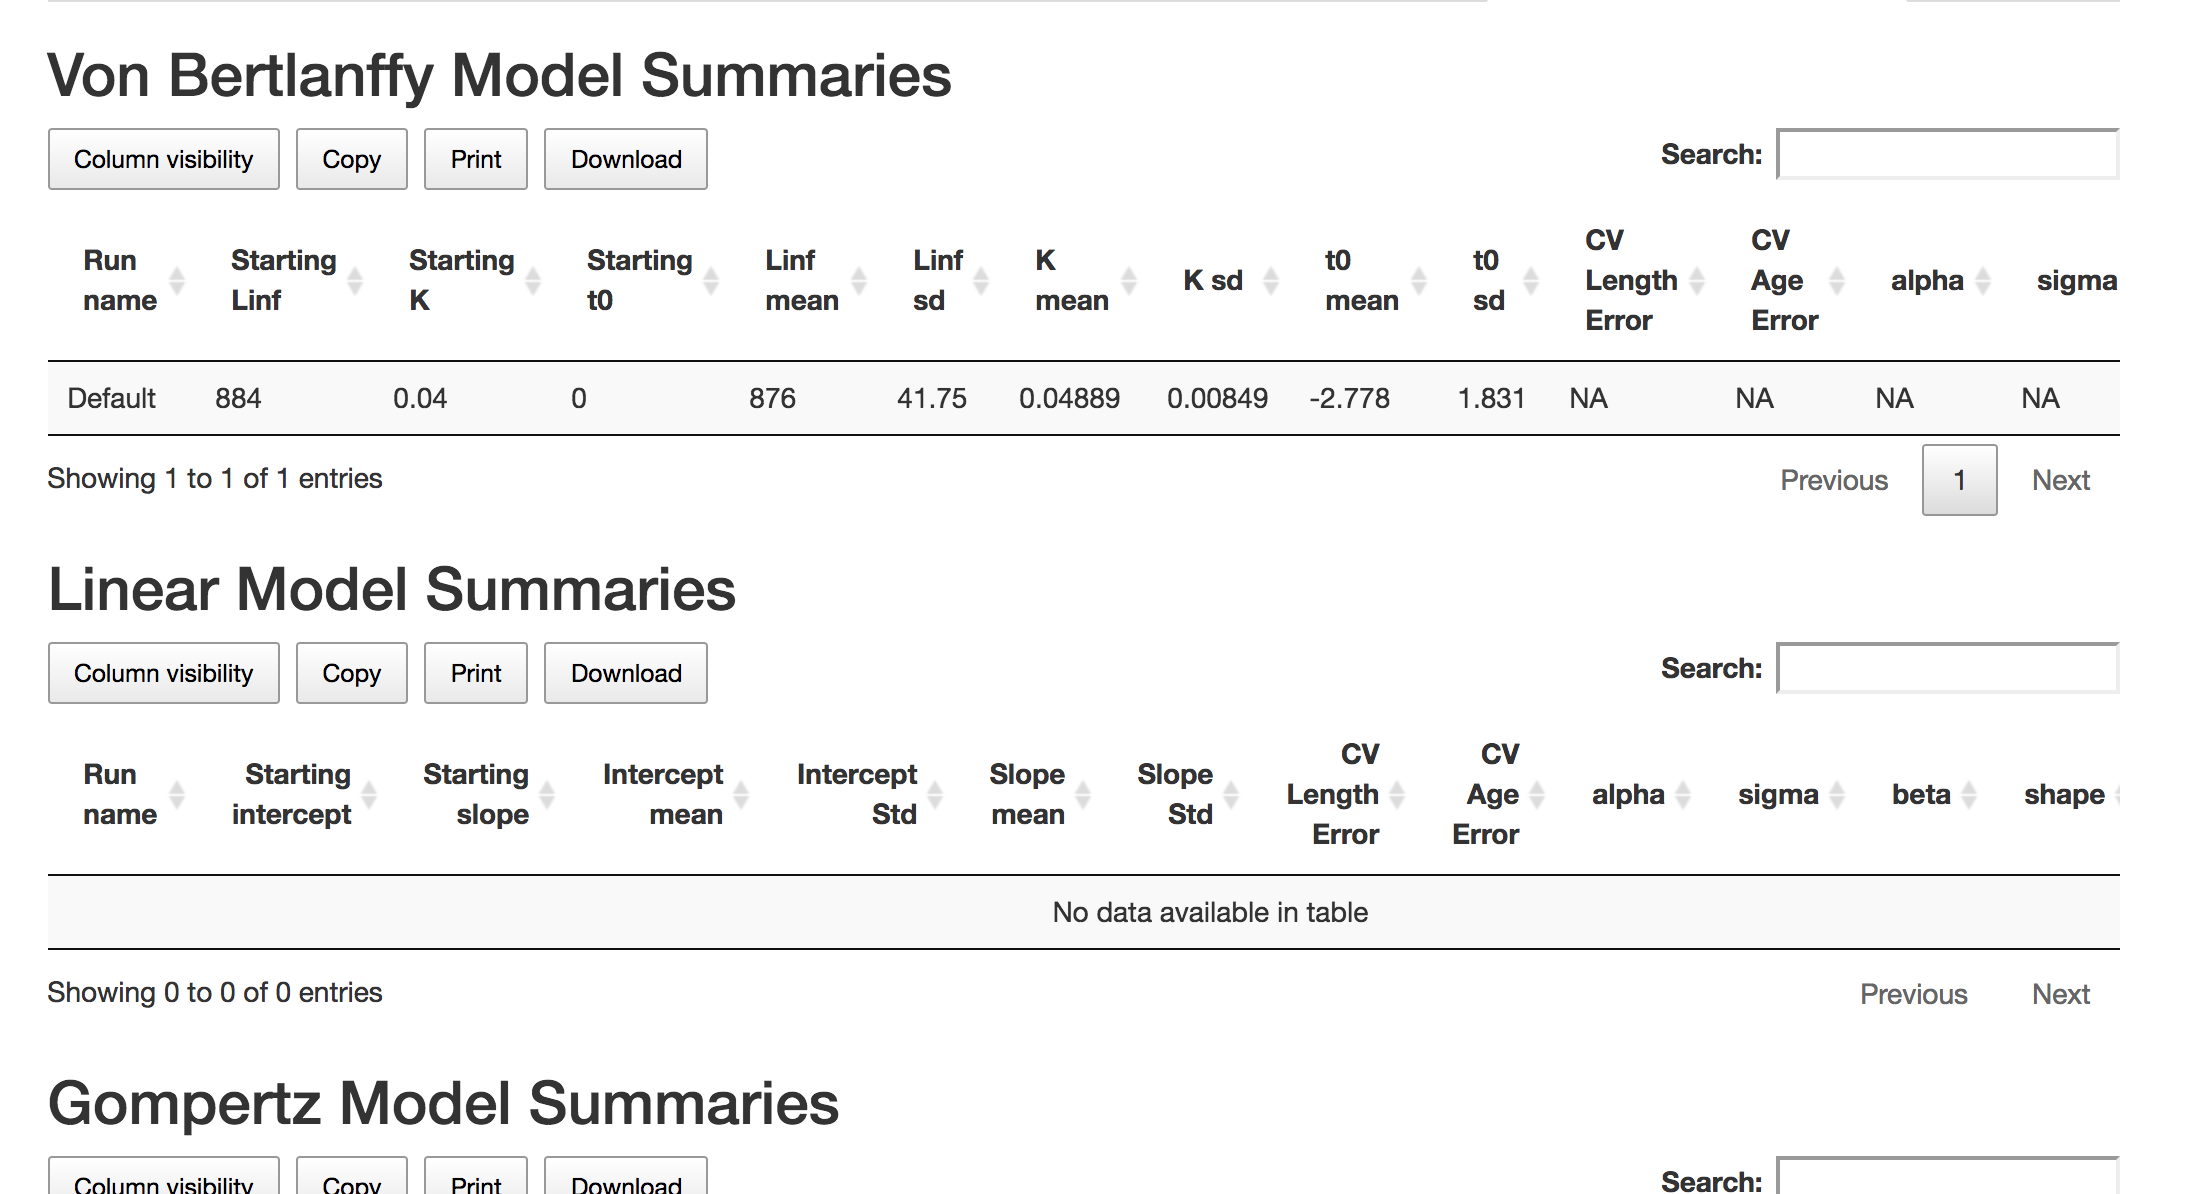 Von Bertlanffy Model Summaries
Column visibility Copy Print Download Search:
Run name Starting Linf Starting K Starting t0 Linf mean Linf sd K mean K sd t0 mean t0 sd CV Length Error CV Age Error alpha sigma
Default 884 0.04 0 876 41.75 0.04889 0.00849 -2.778 1.831 NA NA NA NA
Showing 1 to 1 of 1 entries Previous 1 Next
Linear Model Summaries
Column visibility Copy Print Download Search:
Run name Starting intercept Starting slope Intercept mean Intercept Std Slope mean Slope Std CV Length Error CV Age Error alpha sigma beta shape
No data available in table
Showing 0 to 0 of 0 entries Previous Next
Gompertz Model Summaries
Column visibility Copy Print Download Search: